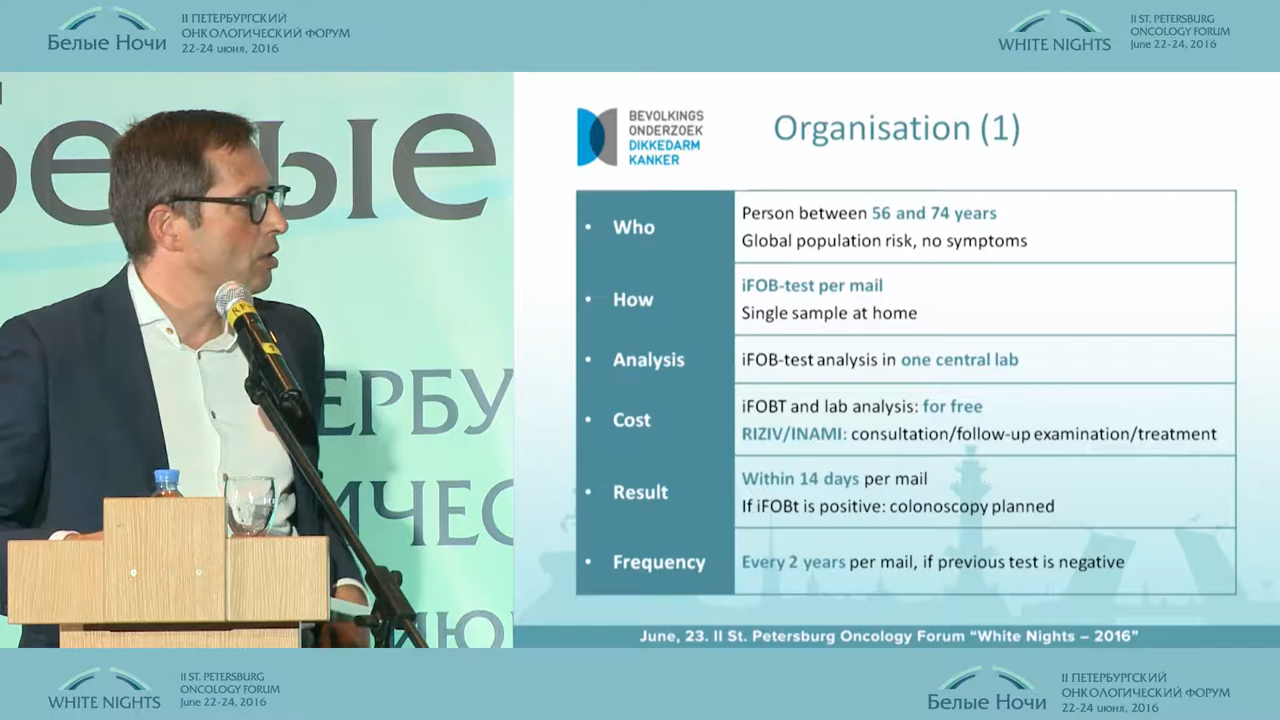 Белые Ночи
II ПЕТЕРБУРГСКИЙ
ОНКОЛОГИЧЕСКИЙ ФОРУМ
22-24 июня, 2016
WHITE NIGHTS
II ST. PETERSBURG
ONCOLOGY FORUM
June 22-24, 2016
белые
ЕРБУ
ИЧЕС
ИЮ
BEVOLKINGS
ONDERZOEK
DIKKEDARM
KANKER
Organisation (1)
• Who
Person between 56 and 74 years
Global population risk, no symptoms
• How
iFOB-test per mail
Single sample at home
• Analysis
iFOB-test analysis in one central lab
• Cost
iFOBT and lab analysis: for free
RIZIV/INAMI: consultation/follow-up examination/treatment
• Result
Within 14 days per mail
If iFOBt is positive: colonoscopy planned
• Frequency
Every 2 years per mail, if previous test is negative
June, 23. II St. Petersburg Oncology Forum “White Nights – 2016”
WHITE NIGHTS
II ST. PETERSBURG
ONCOLOGY FORUM
June 22-24, 2016
Белые Ночи
II ПЕТЕРБУРГСКИЙ
ОНКОЛОГИЧЕСКИЙ ФОРУМ
22-24 июня, 2016